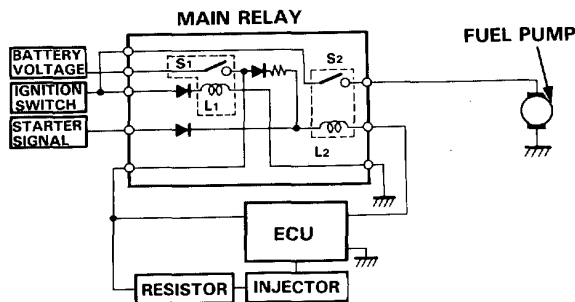 MAIN RELAY
FUEL PUMP
BATTERY
VOLTAGE
IGNITION
SWITCH
STARTER
SIGNAL
S1
L1
S2
L2
ECU
RESISTOR
INJECTOR